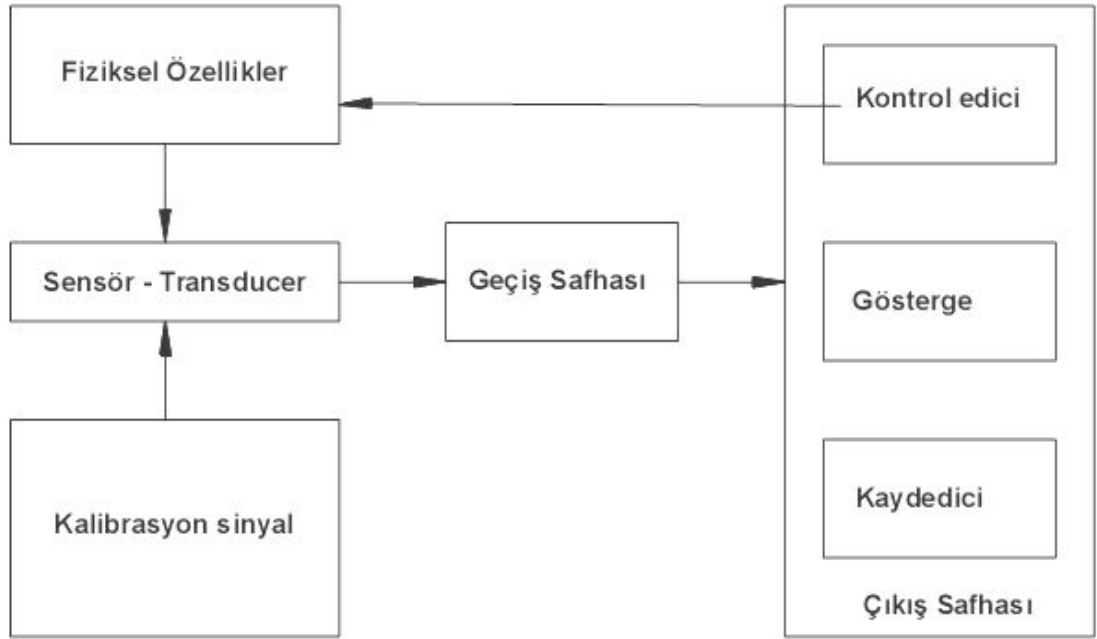 Fiziksel Özellikler
Kontrol edici
Sensör - Transducer
Geçiş Safhası
Gösterge
Kalibrasyon sinyal
Kaydedici
Çıkış Safhası